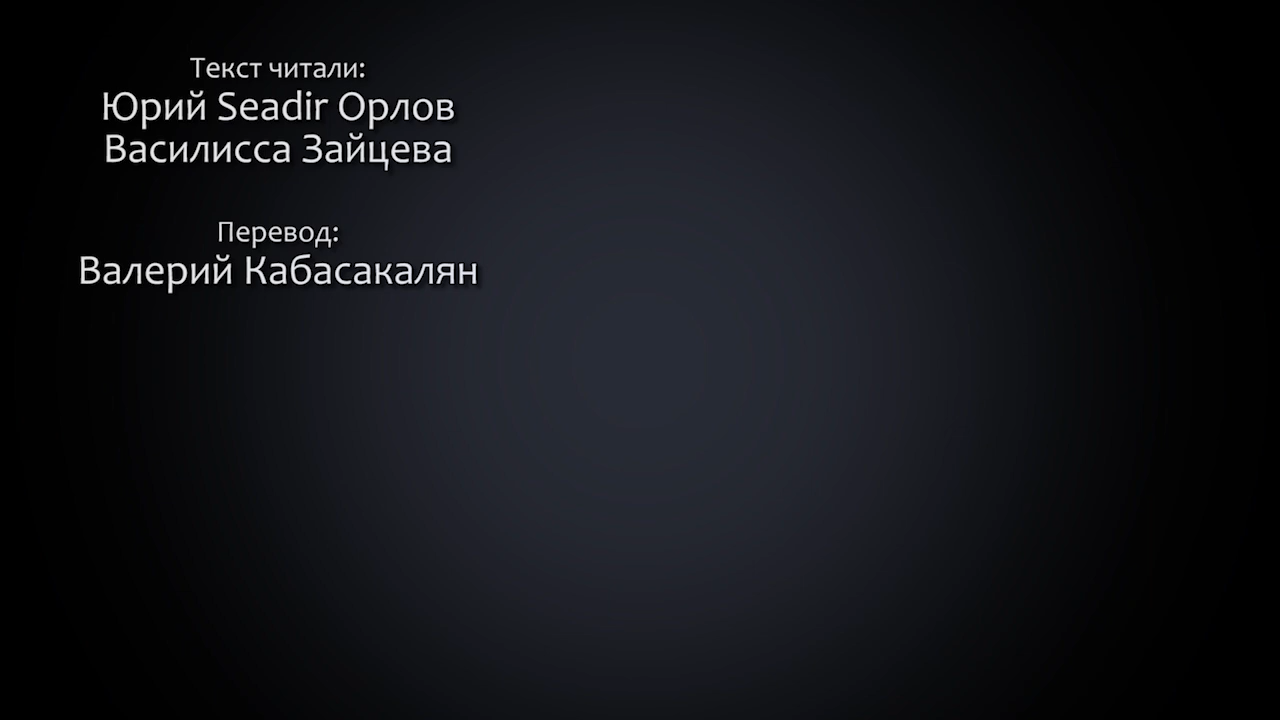 Текст читали:
Юрий Seadir Орлов
Василисса Зайцева
Перевод:
Валерий Кабасакалян